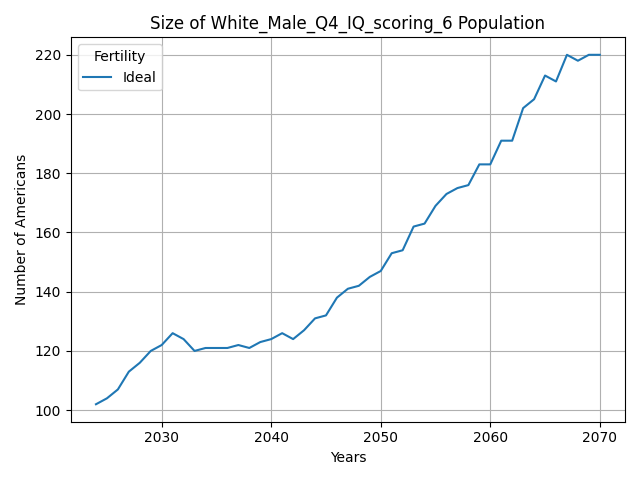 Size of White_Male_Q4_IQ_scoring_6 Population
Fertility
Ideal
Number of Americans
220
200
180
160
140
120
100
2030
2040
2050
2060
2070
Years